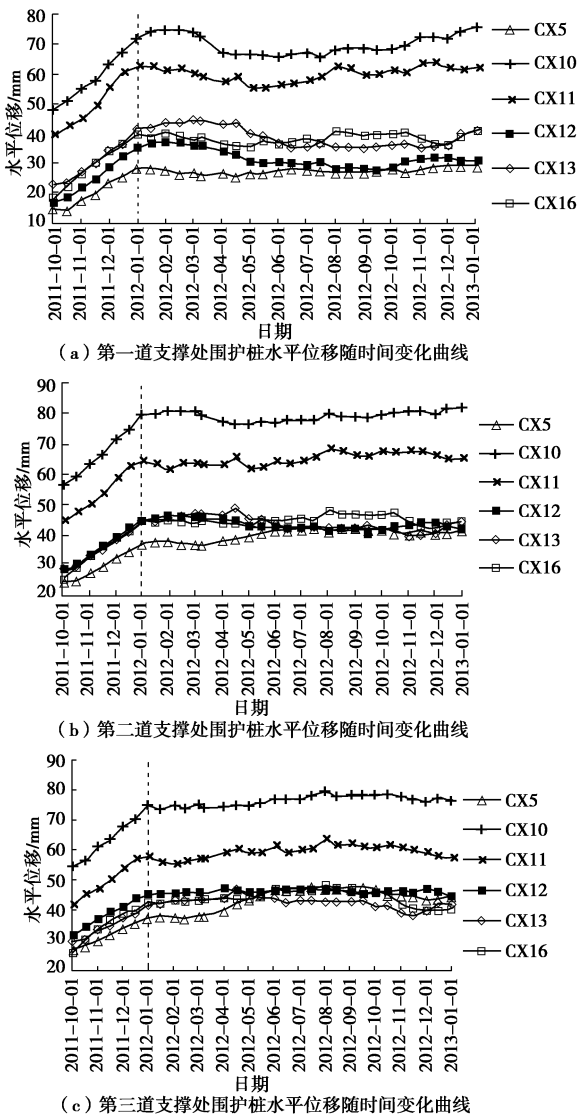 80
70
60
50
40
30
20
10
水平位移/mm
2011-10-01
2011-11-01
2011-12-01
2012-01-01
2012-02-01
2012-03-01
2012-04-01
2012-05-01
2012-06-01
2012-07-01
2012-08-01
2012-09-01
2012-10-01
2012-11-01
2012-12-01
2013-01-01
日期
CX5
CX10
CX11
CX12
CX13
CX16
（a）第一道支撑处围护桩水平位移随时间变化曲线
90
80
70
60
50
40
30
20
水平位移/mm
2011-10-01
2011-11-01
2011-12-01
2012-01-01
2012-02-01
2012-03-01
2012-04-01
2012-05-01
2012-06-01
2012-07-01
2012-08-01
2012-09-01
2012-10-01
2012-11-01
2012-12-01
2013-01-01
日期
CX5
CX10
CX11
CX12
CX13
CX16
（b）第二道支撑处围护桩水平位移随时间变化曲线
90
80
70
60
50
40
30
20
水平位移/mm
2011-10-01
2011-11-01
2011-12-01
2012-01-01
2012-02-01
2012-03-01
2012-04-01
2012-05-01
2012-06-01
2012-07-01
2012-08-01
2012-09-01
2012-10-01
2012-11-01
2012-12-01
2013-01-01
日期
CX5
CX10
CX11
CX12
CX13
CX16
（c）第三道支撑处围护桩水平位移随时间变化曲线